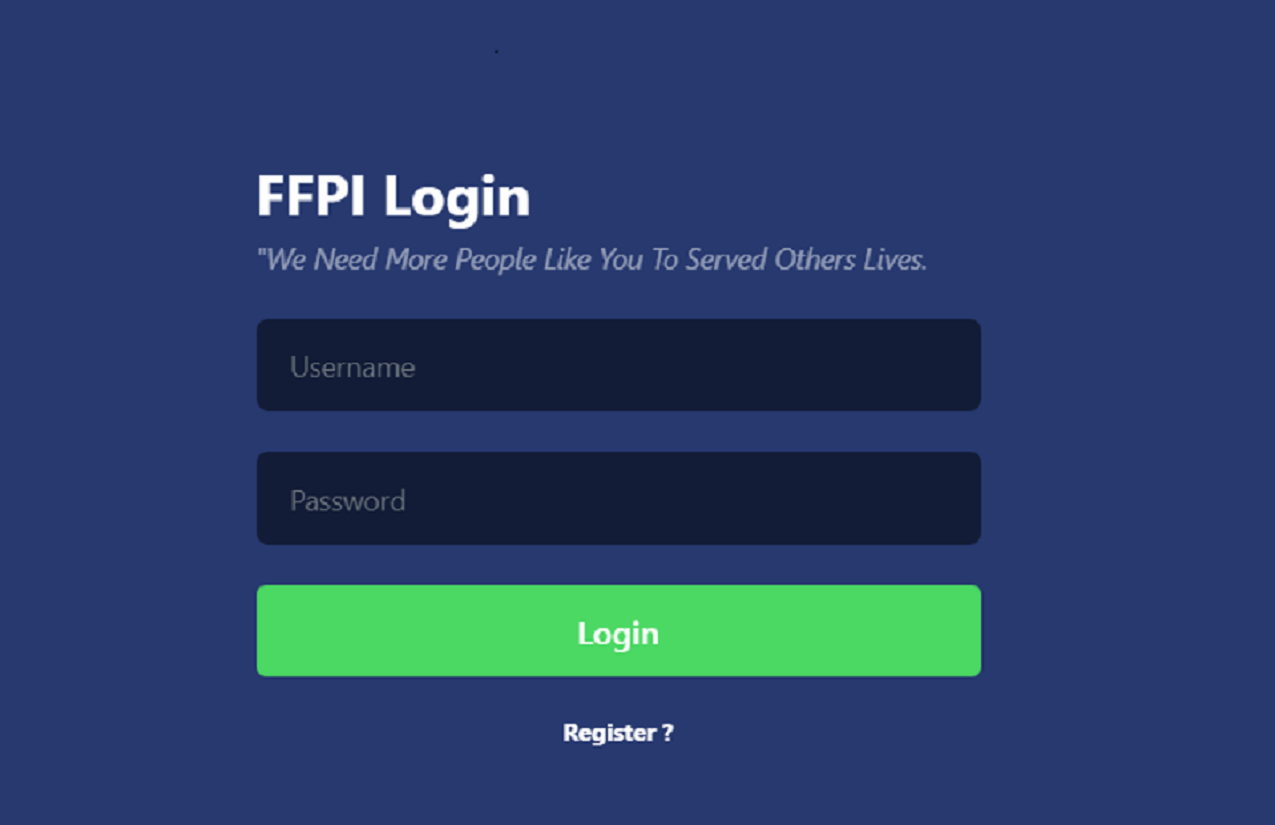 FFPI Login
"We Need More People Like You To Served Others Lives.
Username
Password
Login
Register ?